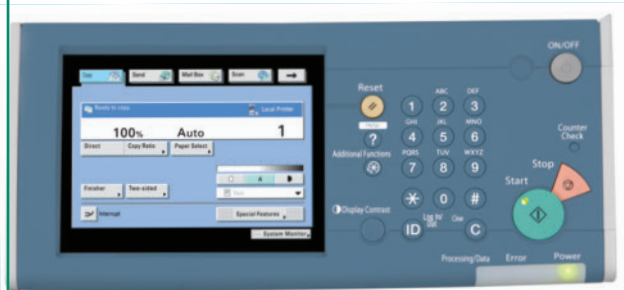 Copy Send Mail Box Scan
Ready to copy. Local Printer
100% Auto 1
Direct Copy Ratio Paper Select
A
Text
Finisher Two-sided
Interrupt Special Features
System Monitor
ON/OFF
Reset
ABC DEF
1 2 3
GHI JKL MNO
4 5 6
Help
?
Additional Functions
PQRS TUV WXYZ
7 8 9
Counter
Check
Stop
Start
0 #
Display Contrast
ID Log In/
Out Clear C
Processing/Data Error Power